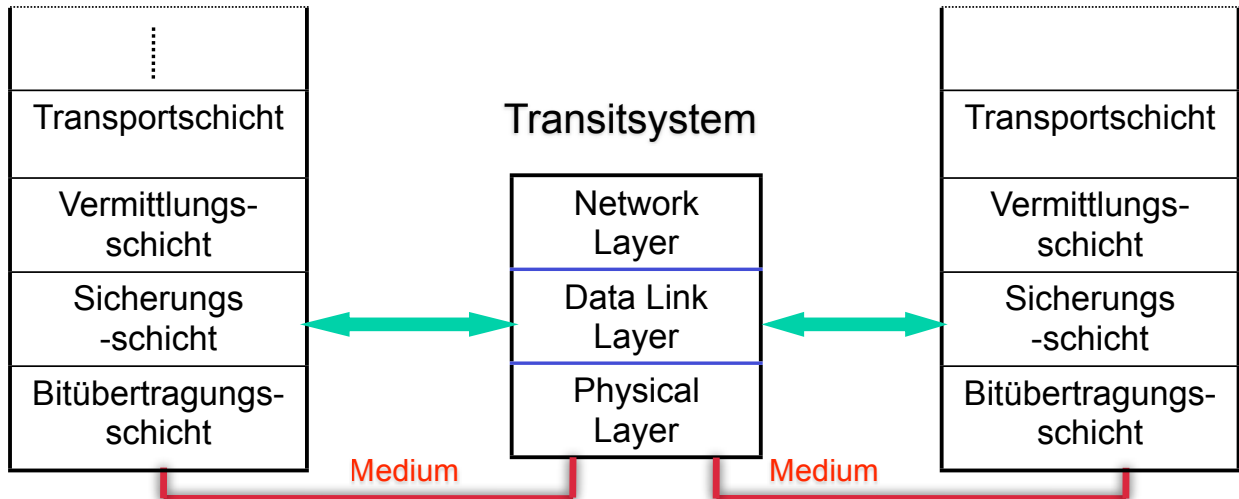 Transportschicht
Vermittlungs-
schicht
Sicherungs
-schicht
Bitübertragungs-
schicht
Transitsystem
Network
Layer
Data Link
Layer
Physical
Layer
Transportschicht
Vermittlungs-
schicht
Sicherungs
-schicht
Bitübertragungs-
schicht
Medium
Medium